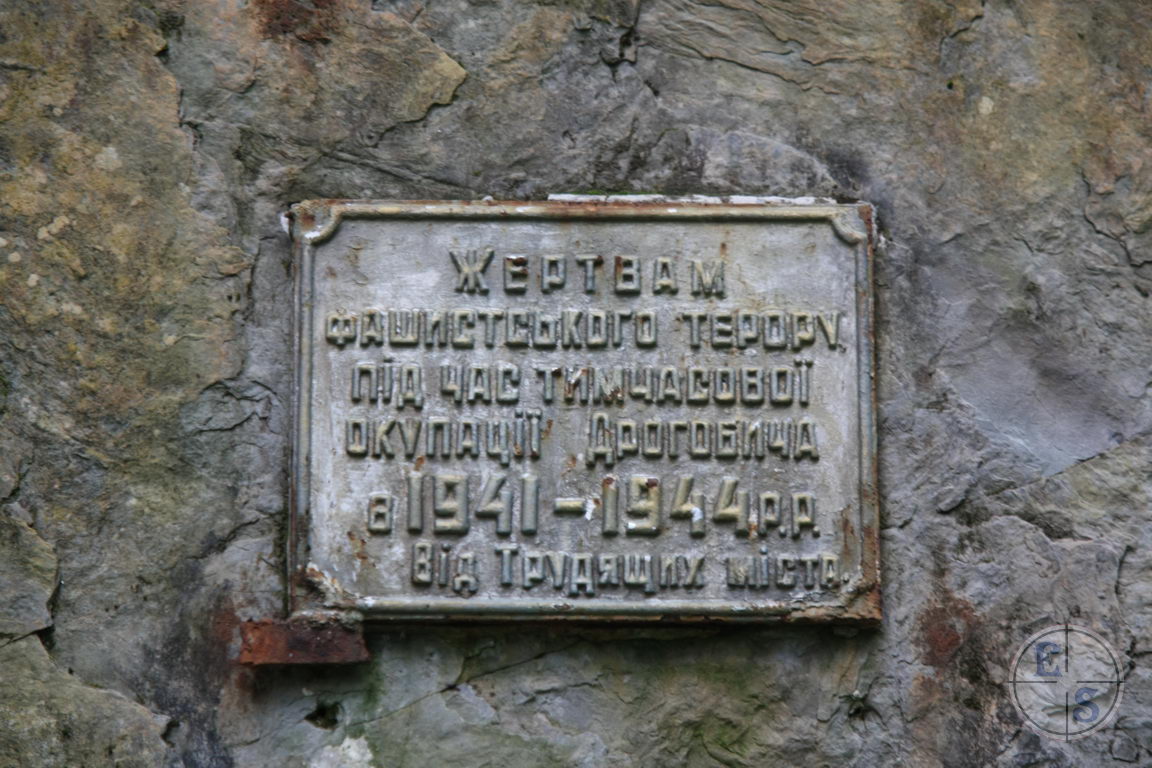 Жертвам
фашистського терору,
під час тимчасової
окупації Дрогобича
в 1941-1944 р.р.
Від Трудящих міста.
E
S